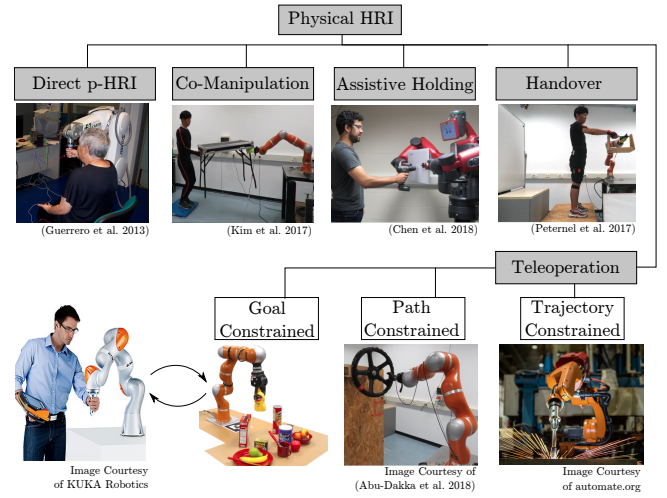 Physical HRI
Direct p-HRI
Co-Manipulation
Assistive Holding
Handover
(Guerrero et al. 2013)
(Kim et al. 2017)
(Chen et al. 2018)
(Peternel et al. 2017)
Teleoperation
Goal
Constrained
Path
Constrained
Trajectory
Constrained
Image Courtesy
of KUKA Robotics
Image Courtesy of
(Abu-Dakka et al. 2018)
Image Courtesy
of automate.org